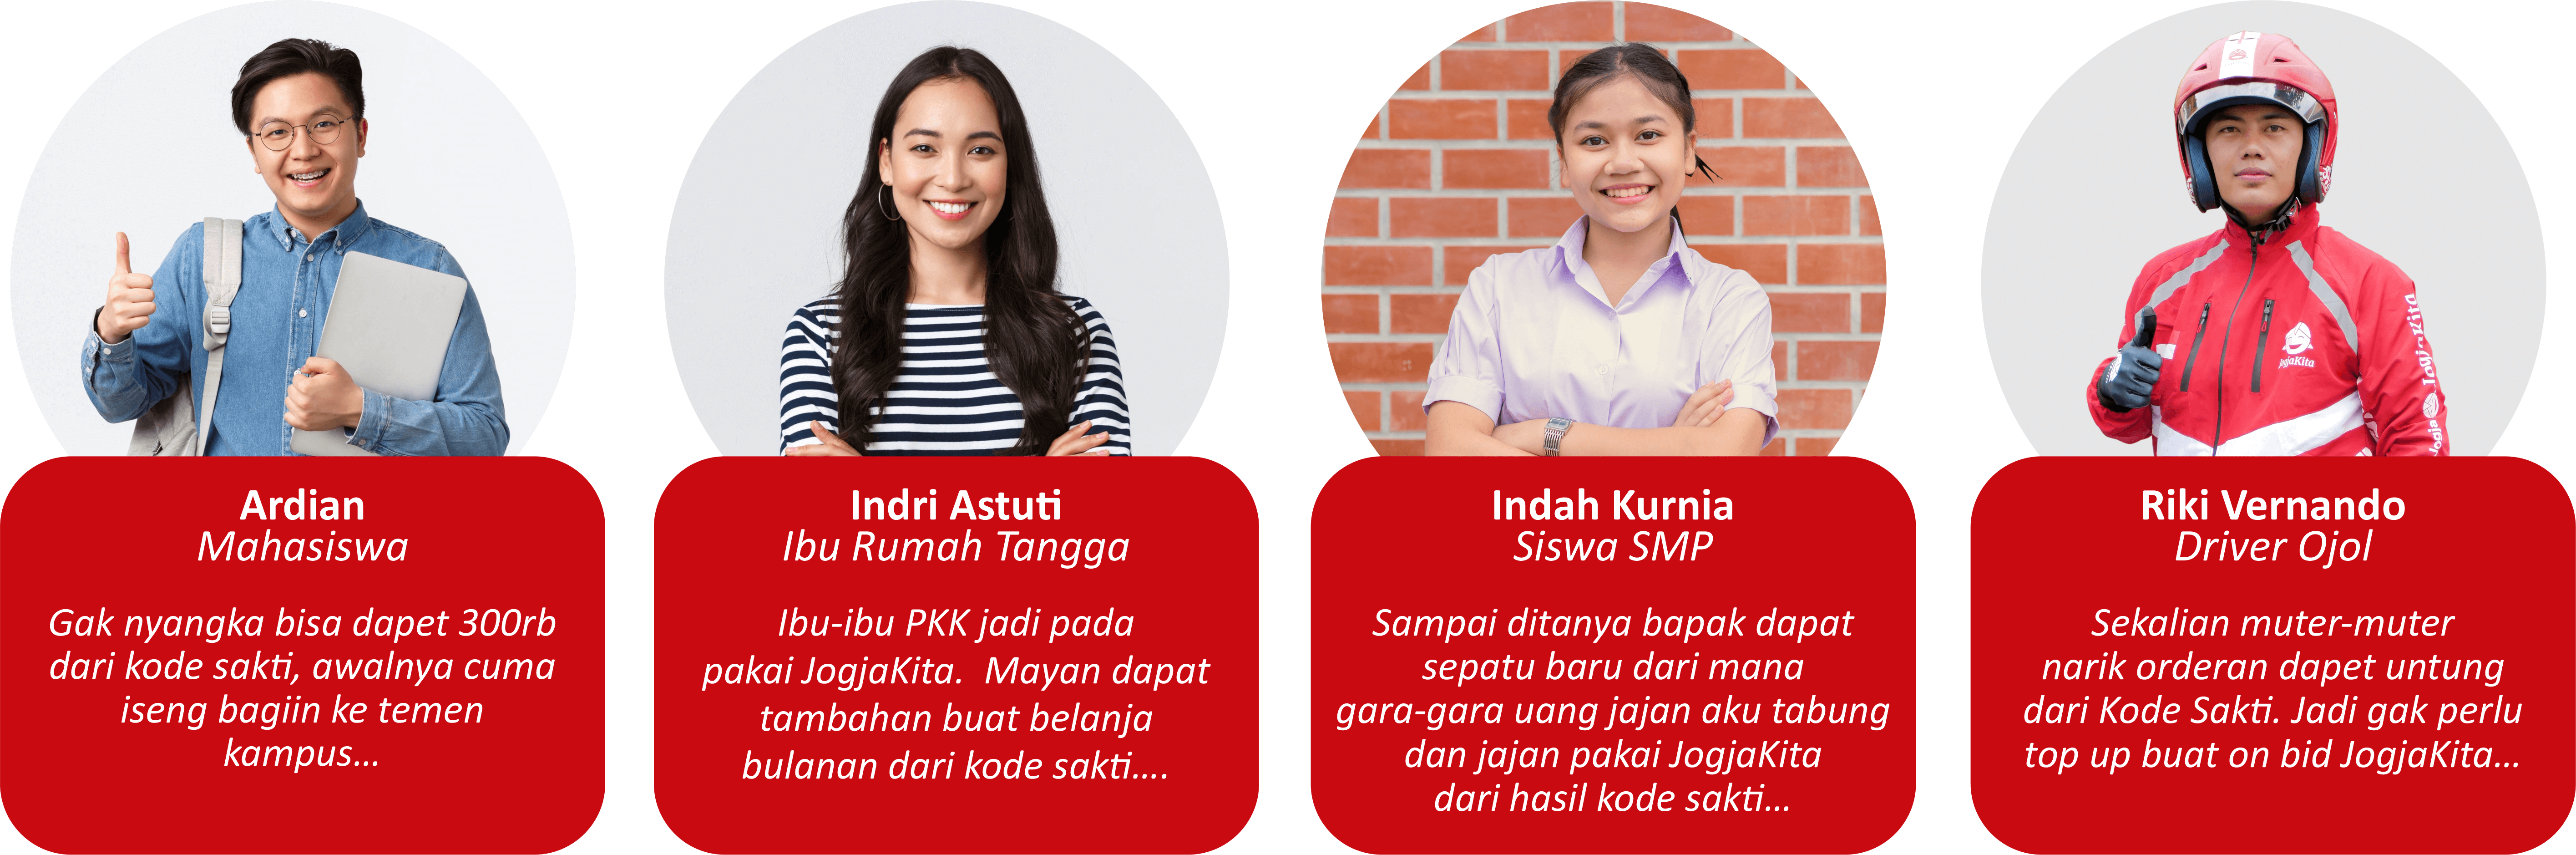 Ardian
Mahasiswa
Gak nyangka bisa dapet 300rb
dari kode sakti, awalnya cuma
iseng bagiin ke temen
kampus...
Indri Astuti
Ibu Rumah Tangga
Ibu-ibu PKK jadi pada
pakai JogjaKita.  Mayan dapat
tambahan buat belanja
bulanan dari kode sakti....
Indah Kurnia
Siswa SMP
Sampai ditanya bapak dapat
sepatu baru dari mana
gara-gara uang jajan aku tabung
dan jajan pakai JogjaKita
dari hasil kode sakti...
JogjaKita
JogjaKita
Jogja
Riki Vernando
Driver Ojol
Sekalian muter-muter
narik orderan dapet untung
dari Kode Sakti. Jadi gak perlu
top up buat on bid JogjaKita...